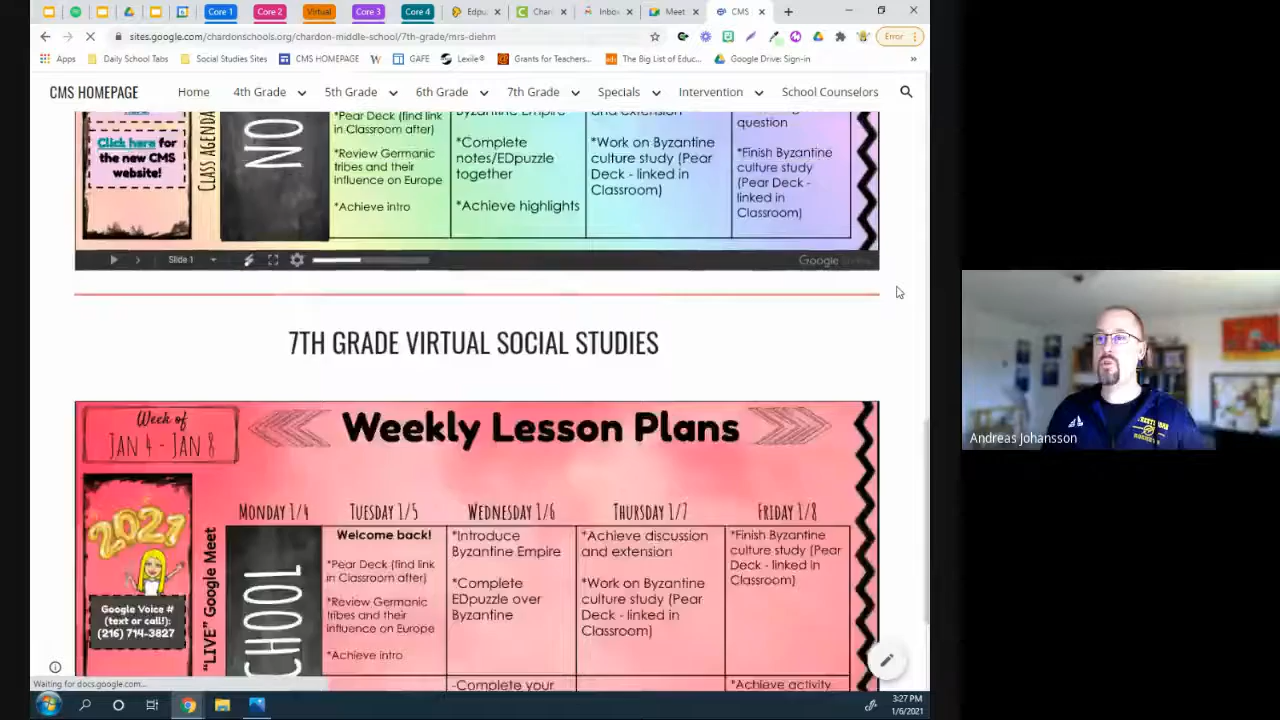 Core 1
Core 2
Virtual
Core 3
Core 4
Edpu
Char
Inbo
Meet
CMS
sites.google.com/chardonschools.org/chardon-middle-school/7th-grade/mrs-diehm
Error
Apps
Daily School Tabs
Social Studies Sites
CMS HOMEPAGE
W
GAFE
Lexile®
Grants for Teachers...
The Big List of Educ...
Google Drive: Sign-in
»
CMS HOMEPAGE
Home
4th Grade
5th Grade
6th Grade
7th Grade
Specials
Intervention
School Counselors
Click here for
the new CMS
website!
CLASS AGENDA
NO
*Pear Deck (find link
in Classroom after)
*Review Germanic
tribes and their
influence on Europe
*Achieve intro
Byzantine Empire
*Complete
notes/EDpuzzle
together
*Achieve highlights
and extension
*Work on Byzantine
culture study (Pear
Deck - linked in
Classroom)
question
*Finish Byzantine
culture study
(Pear Deck -
linked in
Classroom)
Slide 1
Google Slides
7TH GRADE VIRTUAL SOCIAL STUDIES
Week of
JAN 4 - JAN 8
Weekly Lesson Plans
MONDAY 1/4
TUESDAY 1/5
WEDNESDAY 1/6
THURSDAY 1/7
FRIDAY 1/8
2021
Google Voice #
(text or call!):
(216) 714-3827
"LIVE" Google Meet
CHOOL
Welcome back!
*Pear Deck (find link
in Classroom after)
*Review Germanic
tribes and their
influence on Europe
*Achieve intro
*Introduce
Byzantine Empire
*Complete
EDpuzzle over
Byzantine
-Complete your
*Achieve discussion
and extension
*Work on Byzantine
culture study (Pear
Deck - linked in
Classroom)
*Finish Byzantine
culture study (Pear
Deck - linked in
Classroom)
*Achieve activity
Waiting for docs.google.com...
3:27 PM
1/6/2021
Andreas Johansson